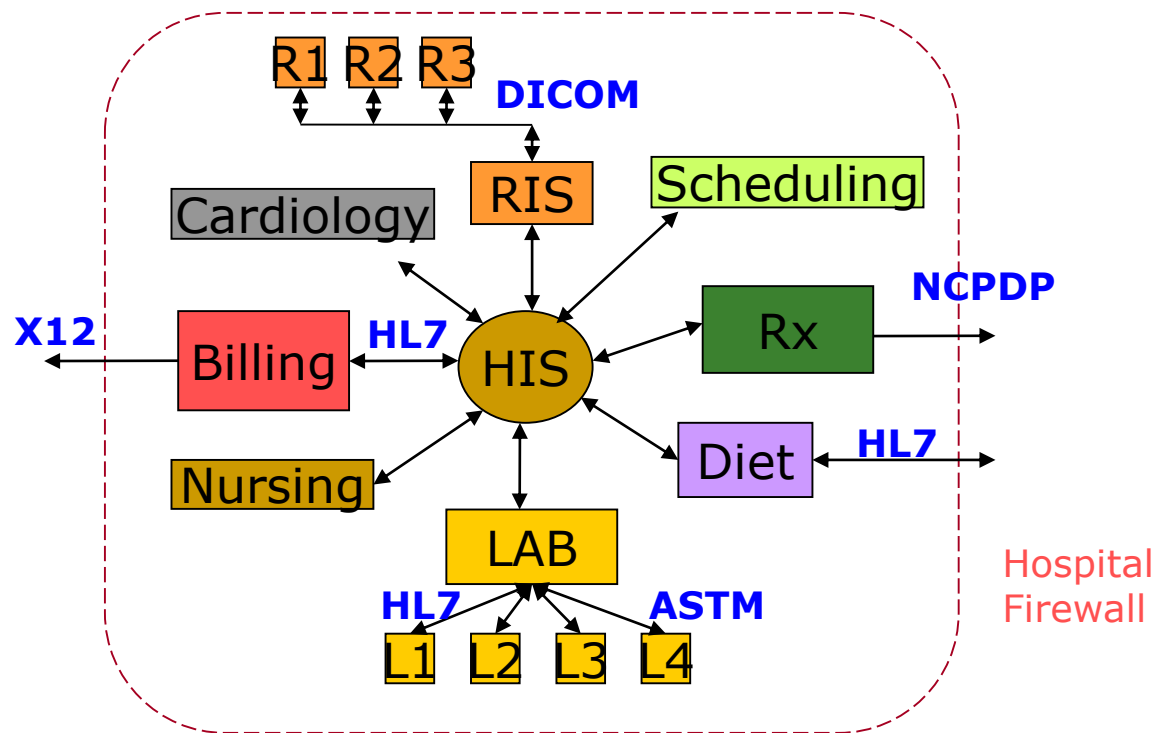 R1 R2 R3
DICOM
RIS
Scheduling
Cardiology
NCPDP
X12
HL7
Billing
HIS
Rx
Nursing
Diet
HL7
LAB
Hospital
Firewall
HL7
ASTM
L1 L2 L3 L4